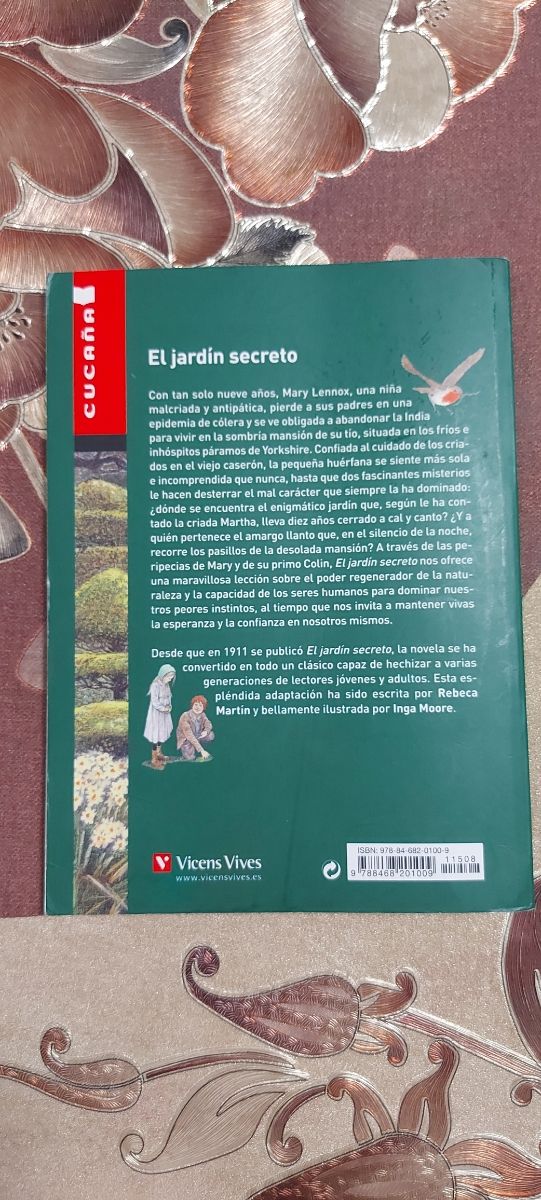 CUCAÑA
El jardín secreto
Con tan solo nueve años, Mary Lennox, una niña
malcriada y antipática, pierde a sus padres en una
epidemia de cólera y se ve obligada a abandonar la India
para vivir en la sombría mansión de su tío, situada en los fríos e
inhóspitos páramos de Yorkshire. Confiada al cuidado de los cria-
dos en el viejo caserón, la pequeña huérfana se siente más sola
e incomprendida que nunca, hasta que dos fascinantes misterios
le hacen desterrar el mal carácter que siempre la ha dominado:
¿dónde se encuentra el enigmático jardín que, según le ha con-
tado la criada Martha, lleva diez años cerrado a cal y canto? ¿Y a
quién pertenece el amargo llanto que, en el silencio de la noche,
recorre los pasillos de la desolada mansión? A través de las pe-
ripecias de Mary y de su primo Colin, El jardín secreto nos ofrece
una maravillosa lección sobre el poder regenerador de la natu-
raleza y la capacidad de los seres humanos para dominar nues-
tros peores instintos, al tiempo que nos invita a mantener vivas
la esperanza y la confianza en nosotros mismos.
Desde que en 1911 se publicó El jardín secreto, la novela se ha
convertido en todo un clásico capaz de hechizar a varias
generaciones de lectores jóvenes y adultos. Esta es-
pléndida adaptación ha sido escrita por Rebeca
Martín y bellamente ilustrada por Inga Moore.
Vicens Vives
www.vicensvives.es
ISBN: 978-84-682-0100-9
11508
9 788468 201009